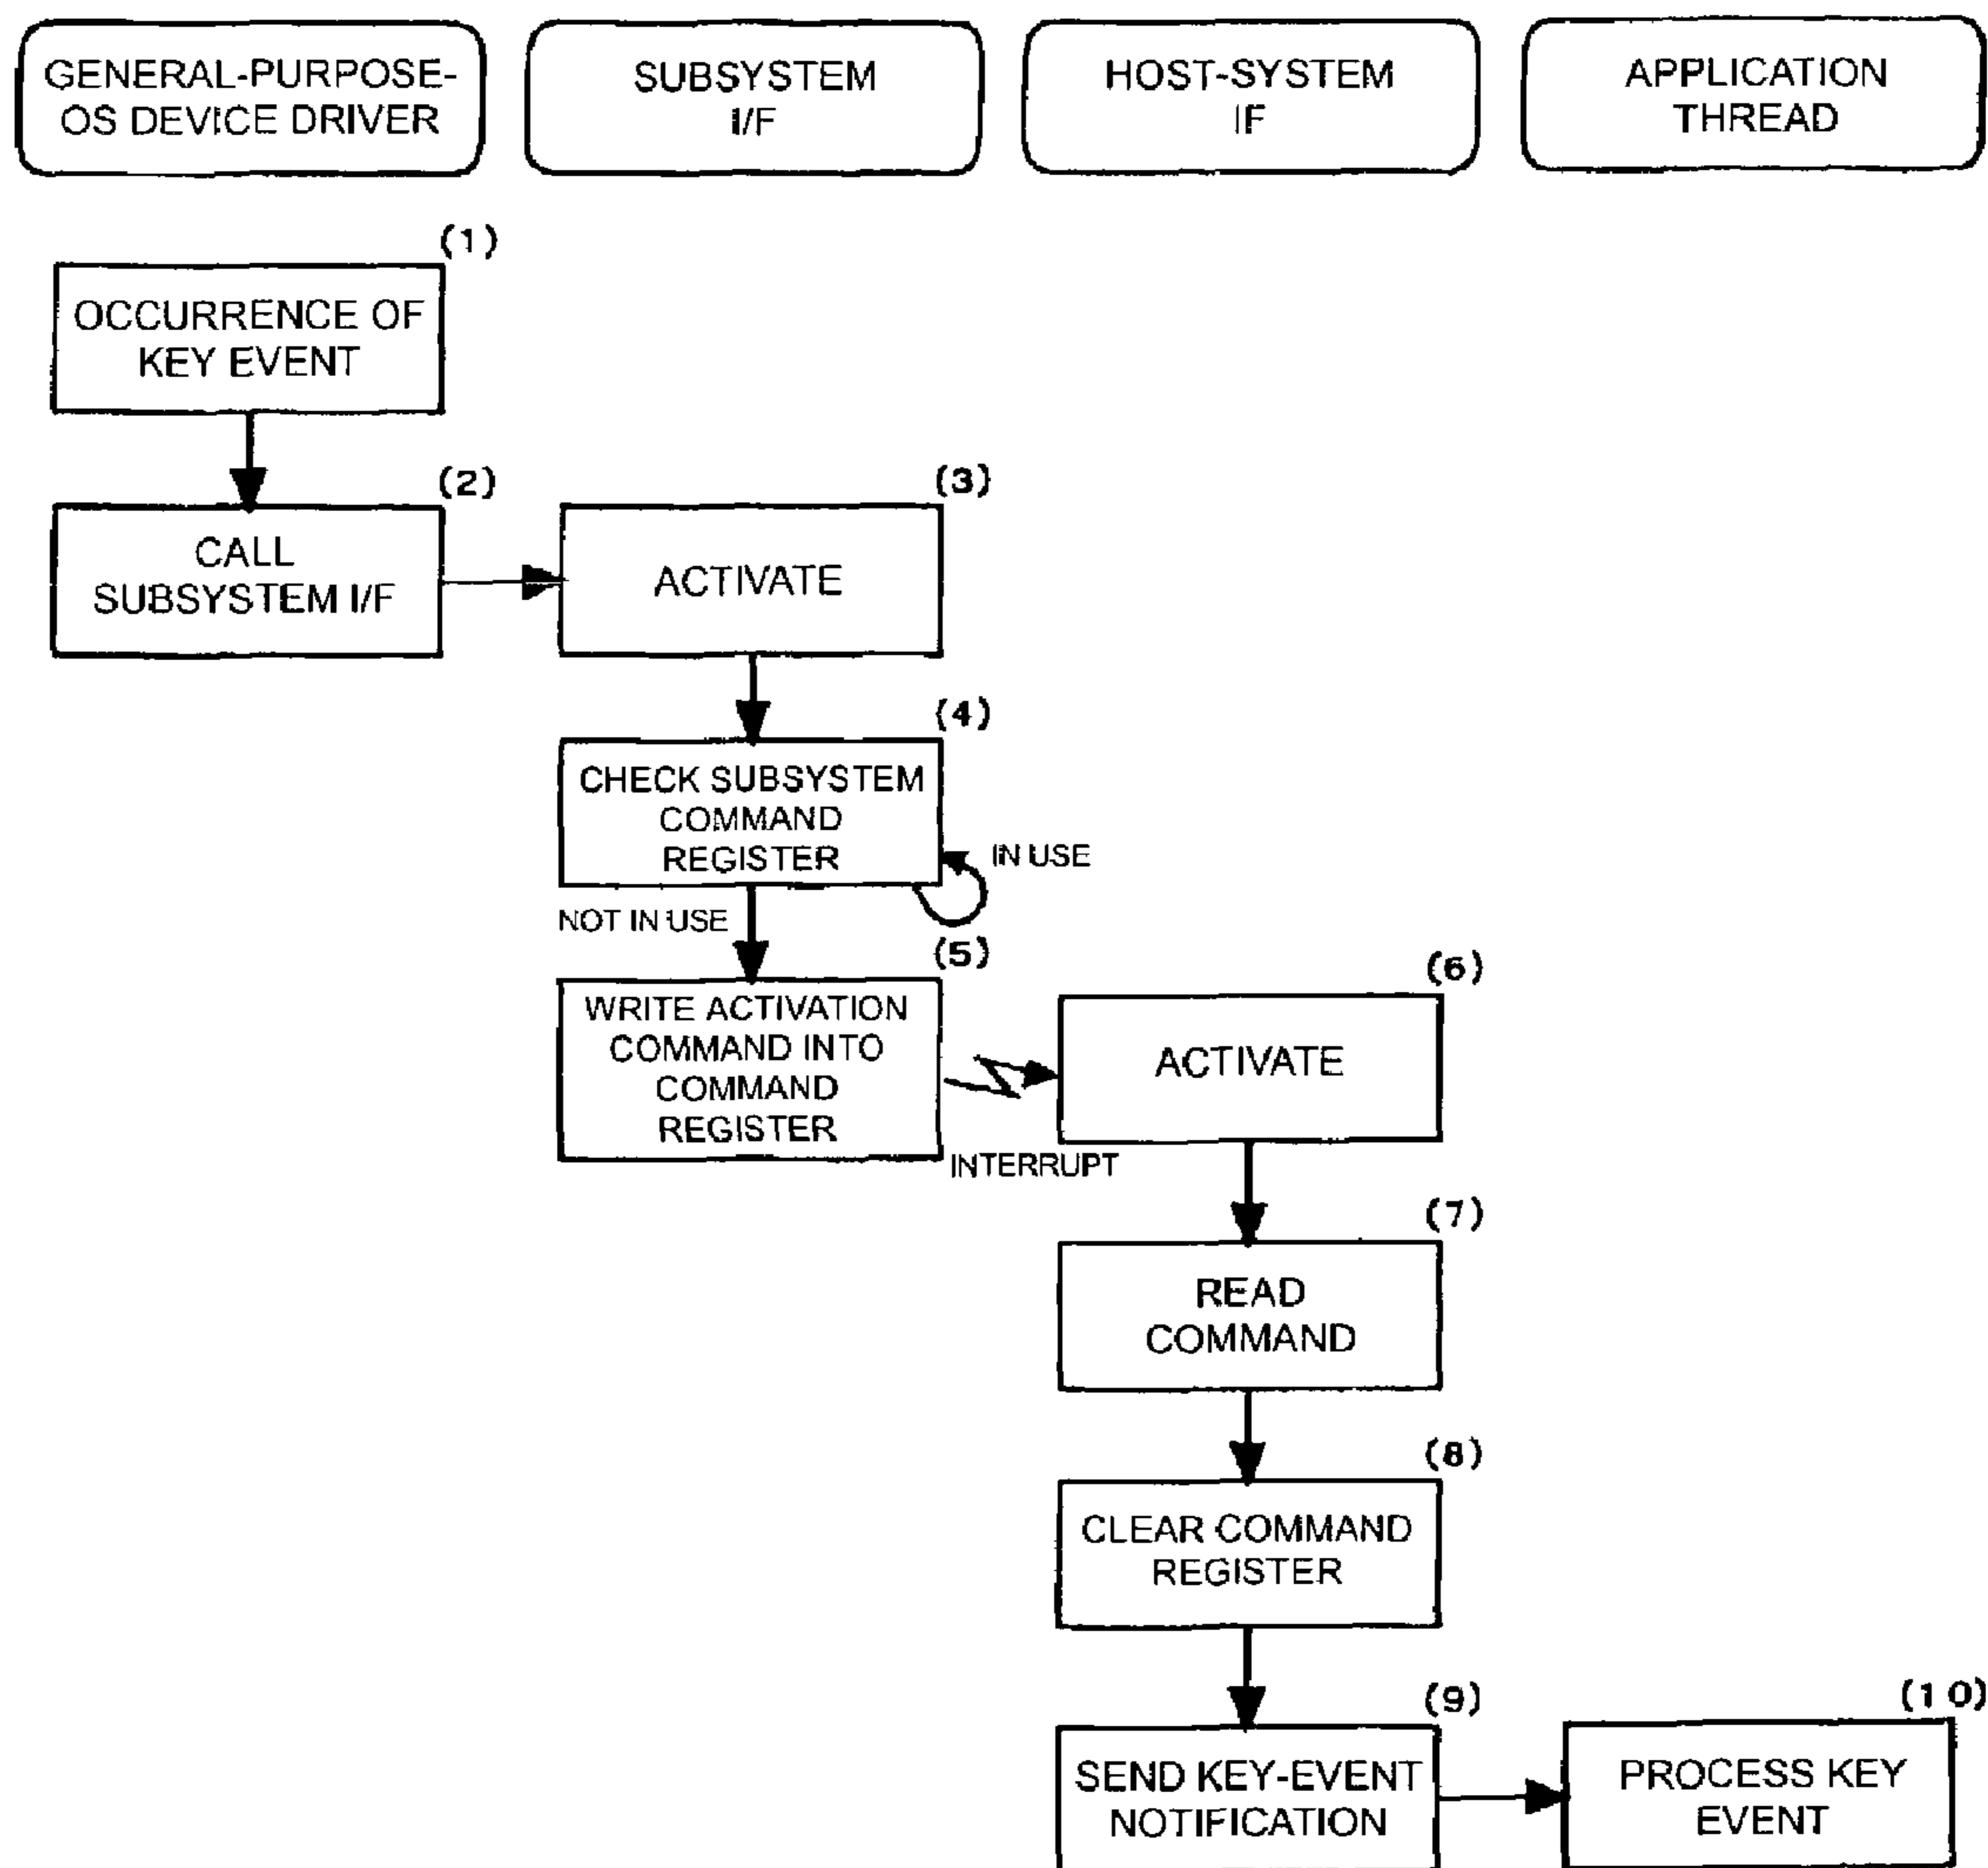 GENERAL-PURPOSE-
OS DEVICE DRIVER
SUBSYSTEM
I/F
HOST-SYSTEM
IF
APPLICATION
THREAD
(1)
OCCURRENCE OF
KEY EVENT
(2)
CALL
SUBSYSTEM I/F
(3)
ACTIVATE
(4)
CHECK SUBSYSTEM
COMMAND
REGISTER
IN USE
NOT IN USE
(5)
WRITE ACTIVATION
COMMAND INTO
COMMAND
REGISTER
INTERRUPT
(6)
ACTIVATE
(7)
READ
COMMAND
(8)
CLEAR COMMAND
REGISTER
(9)
SEND KEY-EVENT
NOTIFICATION
(10)
PROCESS KEY
EVENT